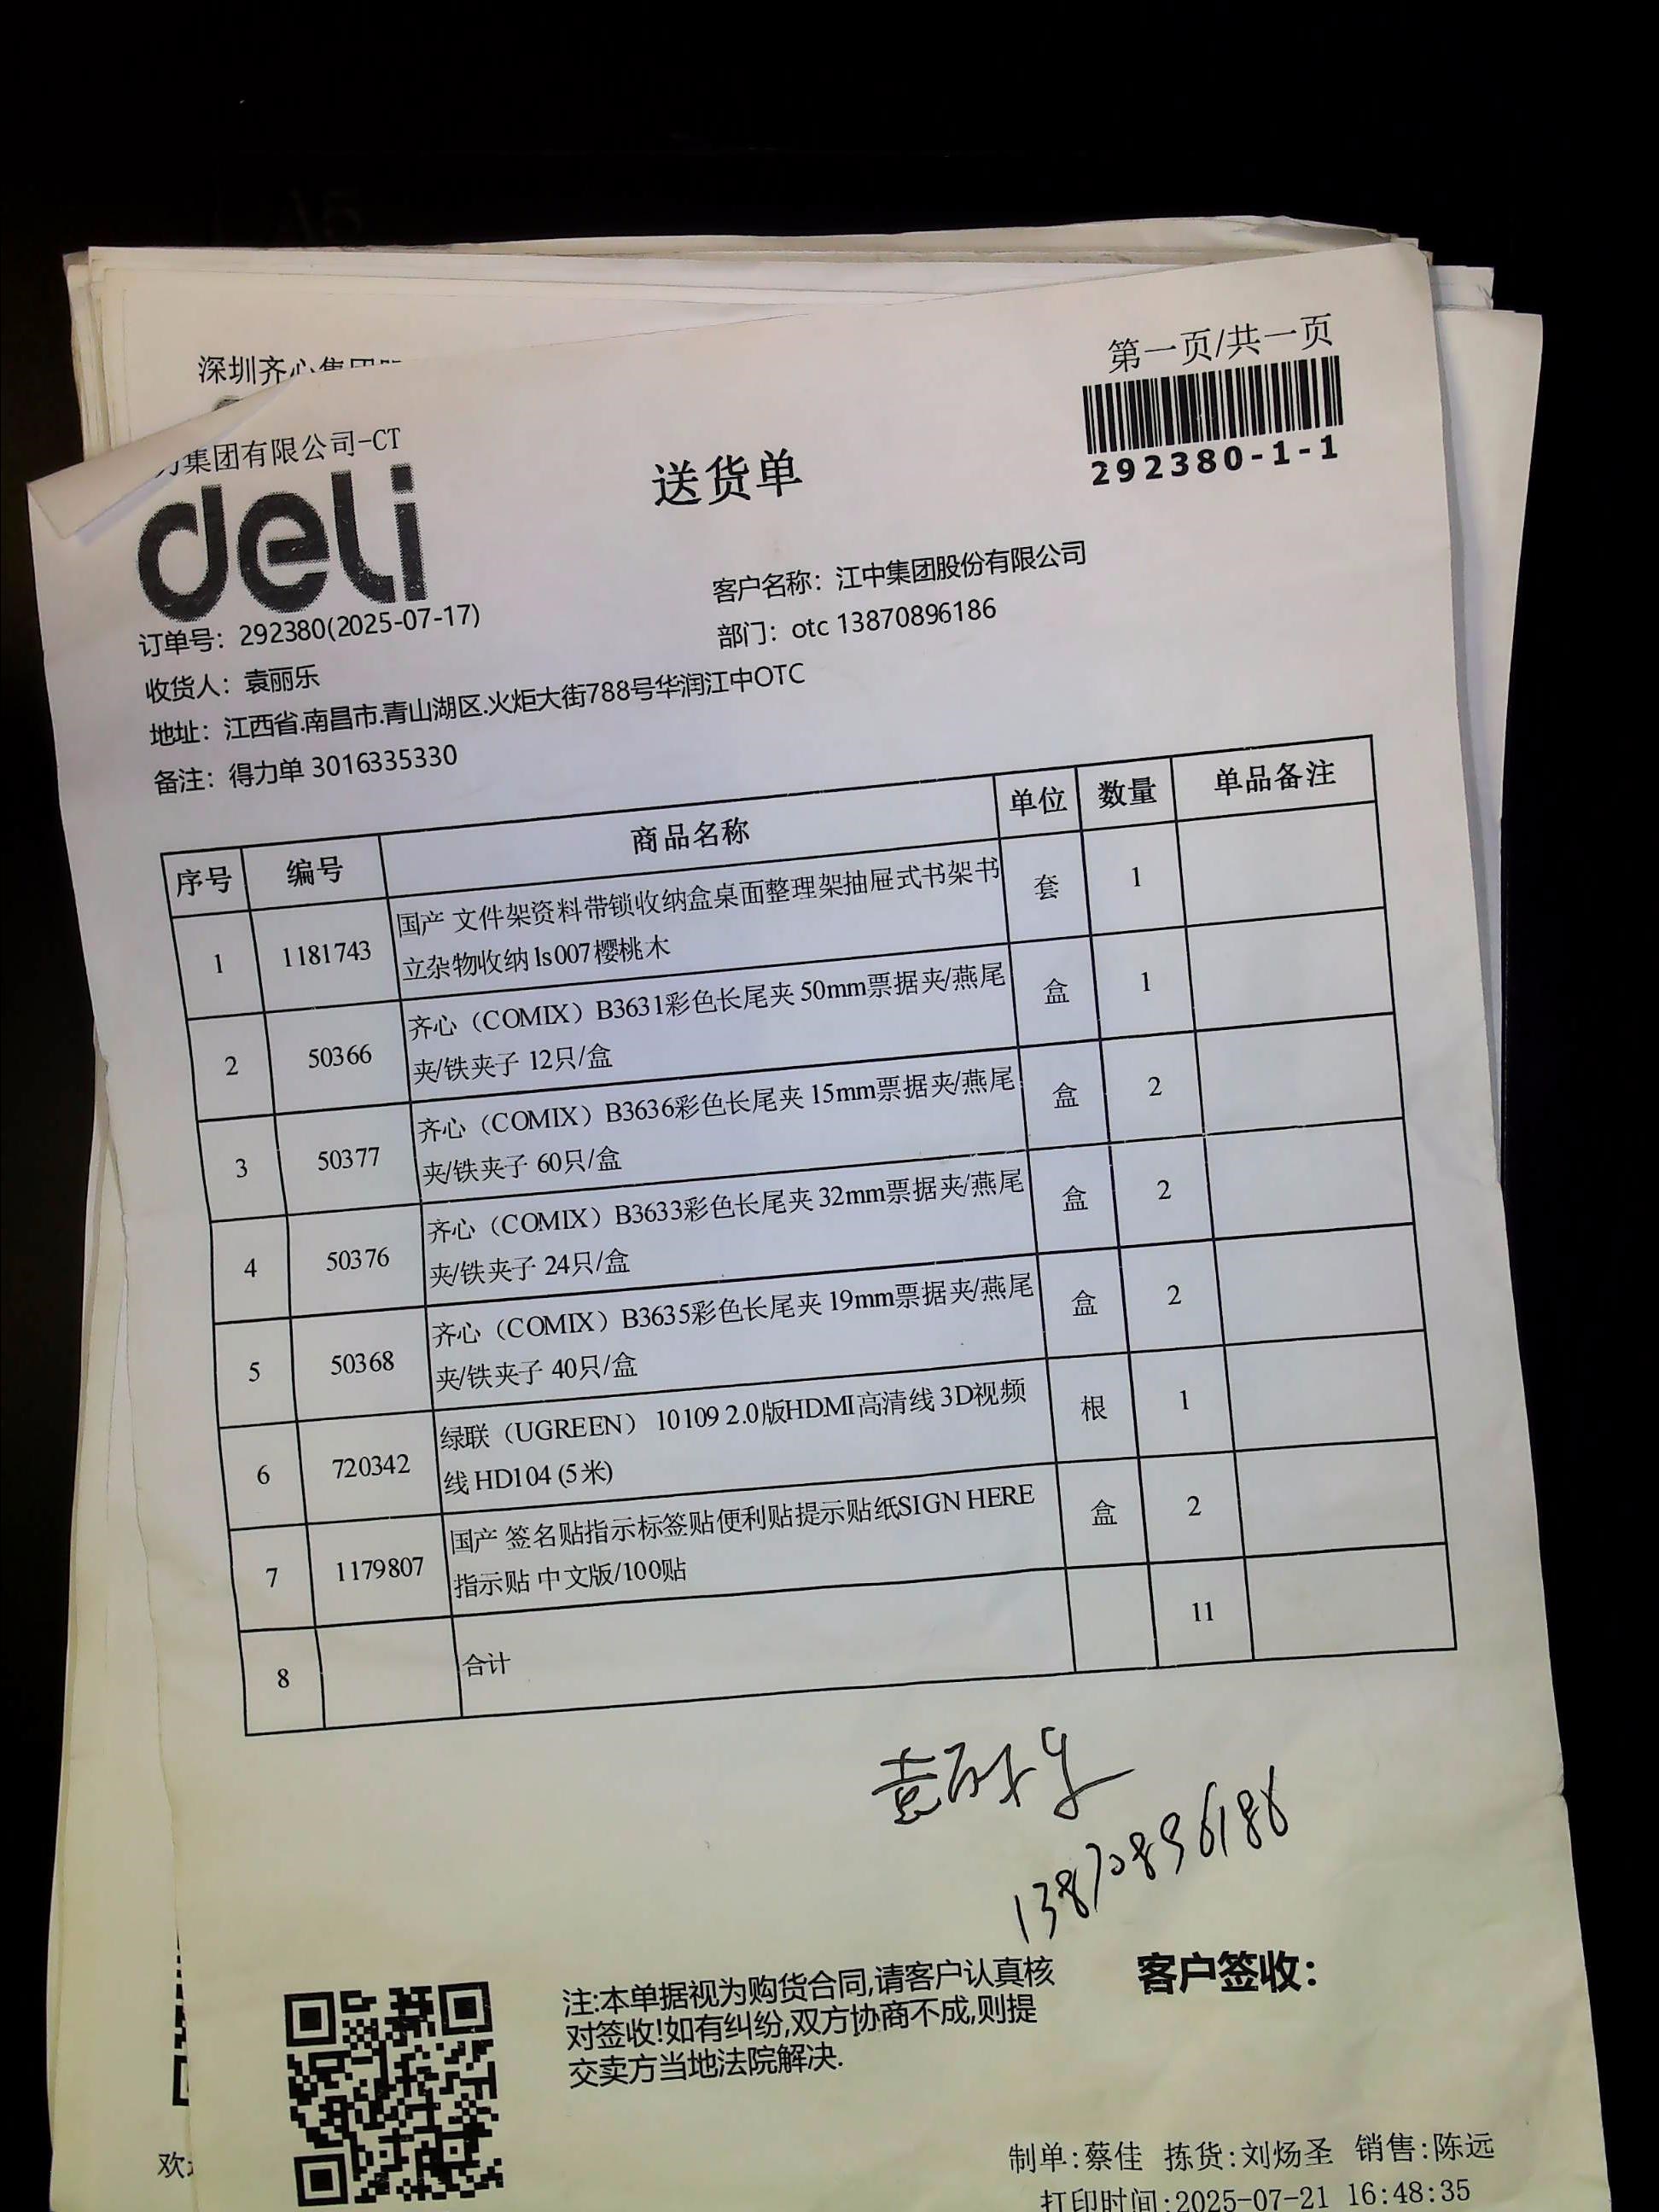 深圳齐心集团
第一页/共一页
292380-1-1
集团有限公司-CT
deli
送货单
客户名称：江中集团股份有限公司
订单号：292380(2025-07-17)
部门：otc 13870896186
收货人：袁丽乐
地址：江西省.南昌市.青山湖区.火炬大街788号华润江中OTC
备注：得力单 3016335330
序号 编号 商品名称 单位 数量 单品备注
1 1181743 国产 文件架资料带锁收纳盒桌面整理架抽屉式书架书 套 1
立杂物收纳 ls007樱桃木
2 50366 齐心（COMIX）B3631彩色长尾夹 50mm票据夹/燕尾 盒 1
夹/铁夹子 12只/盒
3 50377 齐心（COMIX）B3636彩色长尾夹 15mm票据夹/燕尾 盒 2
夹/铁夹子 60只/盒
4 50376 齐心（COMIX）B3633彩色长尾夹 32mm票据夹/燕尾 盒 2
夹/铁夹子 24只/盒
5 50368 齐心（COMIX）B3635彩色长尾夹 19mm票据夹/燕尾 盒 2
夹/铁夹子 40只/盒
6 720342 绿联（UGREEN） 10109 2.0版HDMI高清线 3D视频 根 1
线 HD104 (5米)
7 1179807 国产 签名贴指示标签贴便利贴提示贴纸SIGN HERE 盒 2
指示贴 中文版/100贴
8 合计 11
袁丽乐
13870896186
客户签收：
注:本单据视为购货合同,请客户认真核
对签收!如有纠纷,双方协商不成,则提
交卖方当地法院解决.
欢
制单:蔡佳 拣货:刘炀圣 销售:陈远
打印时间:2025-07-21 16:48:35